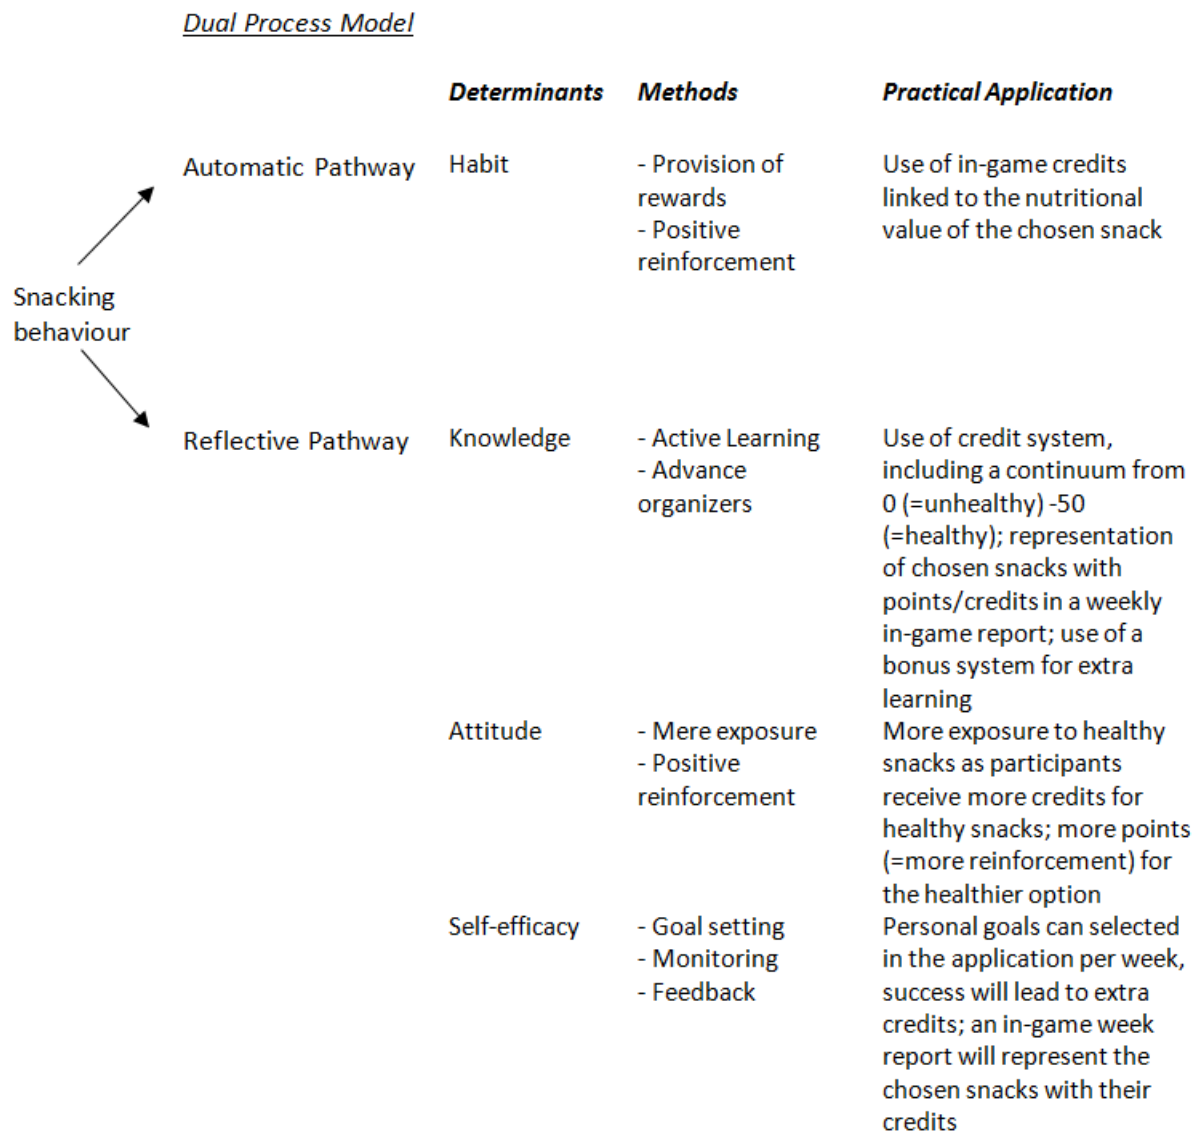 Dual Process Model
Determinants Methods Practical Application
Automatic Pathway
Habit
- Provision of
rewards
- Positive
reinforcement
Use of in-game credits
linked to the nutritional
value of the chosen snack
Snacking
behaviour
Reflective Pathway
Knowledge
- Active Learning
- Advance
organizers
Use of credit system,
including a continuum from
0 (=unhealthy) -50
(=healthy); representation
of chosen snacks with
points/credits in a weekly
in-game report; use of a
bonus system for extra
learning
Attitude
- Mere exposure
- Positive
reinforcement
More exposure to healthy
snacks as participants
receive more credits for
healthy snacks; more points
(=more reinforcement) for
the healthier option
Self-efficacy
- Goal setting
- Monitoring
- Feedback
Personal goals can selected
in the application per week,
success will lead to extra
credits; an in-game week
report will represent the
chosen snacks with their
credits